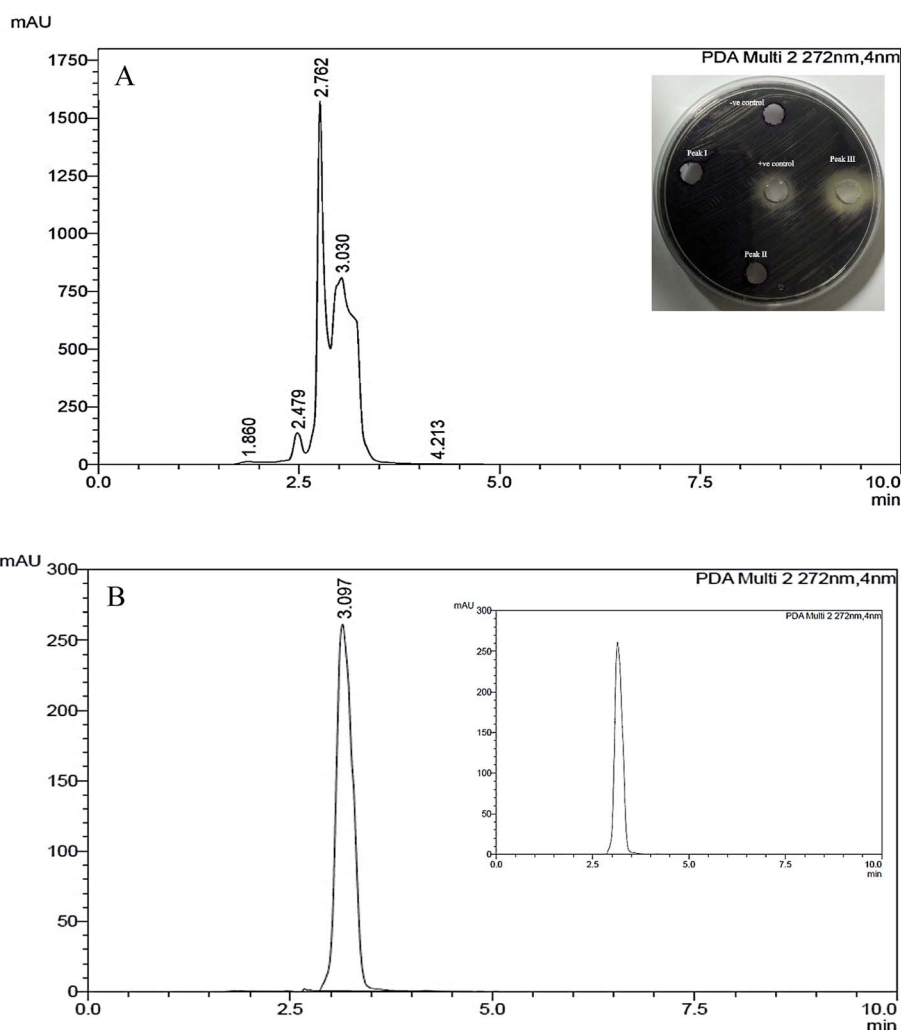 mAU
PDA Multi 2 272nm,4nm
A
1750
1500
1250
1000
750
500
250
0
1.860
2.479
2.762
3.030
4.213
-ve control
Peak I
+ve control
Peak III
Peak II
0.0 2.5 5.0 7.5 10.0
min
mAU
PDA Multi 2 272nm,4nm
B
300
250
200
150
100
50
0
3.097
mAU
PDA Multi 2 272nm,4nm
300
250
200
150
100
50
0
0.0 2.5 5.0 7.5 10.0
min
0.0 2.5 5.0 7.5 10.0
min